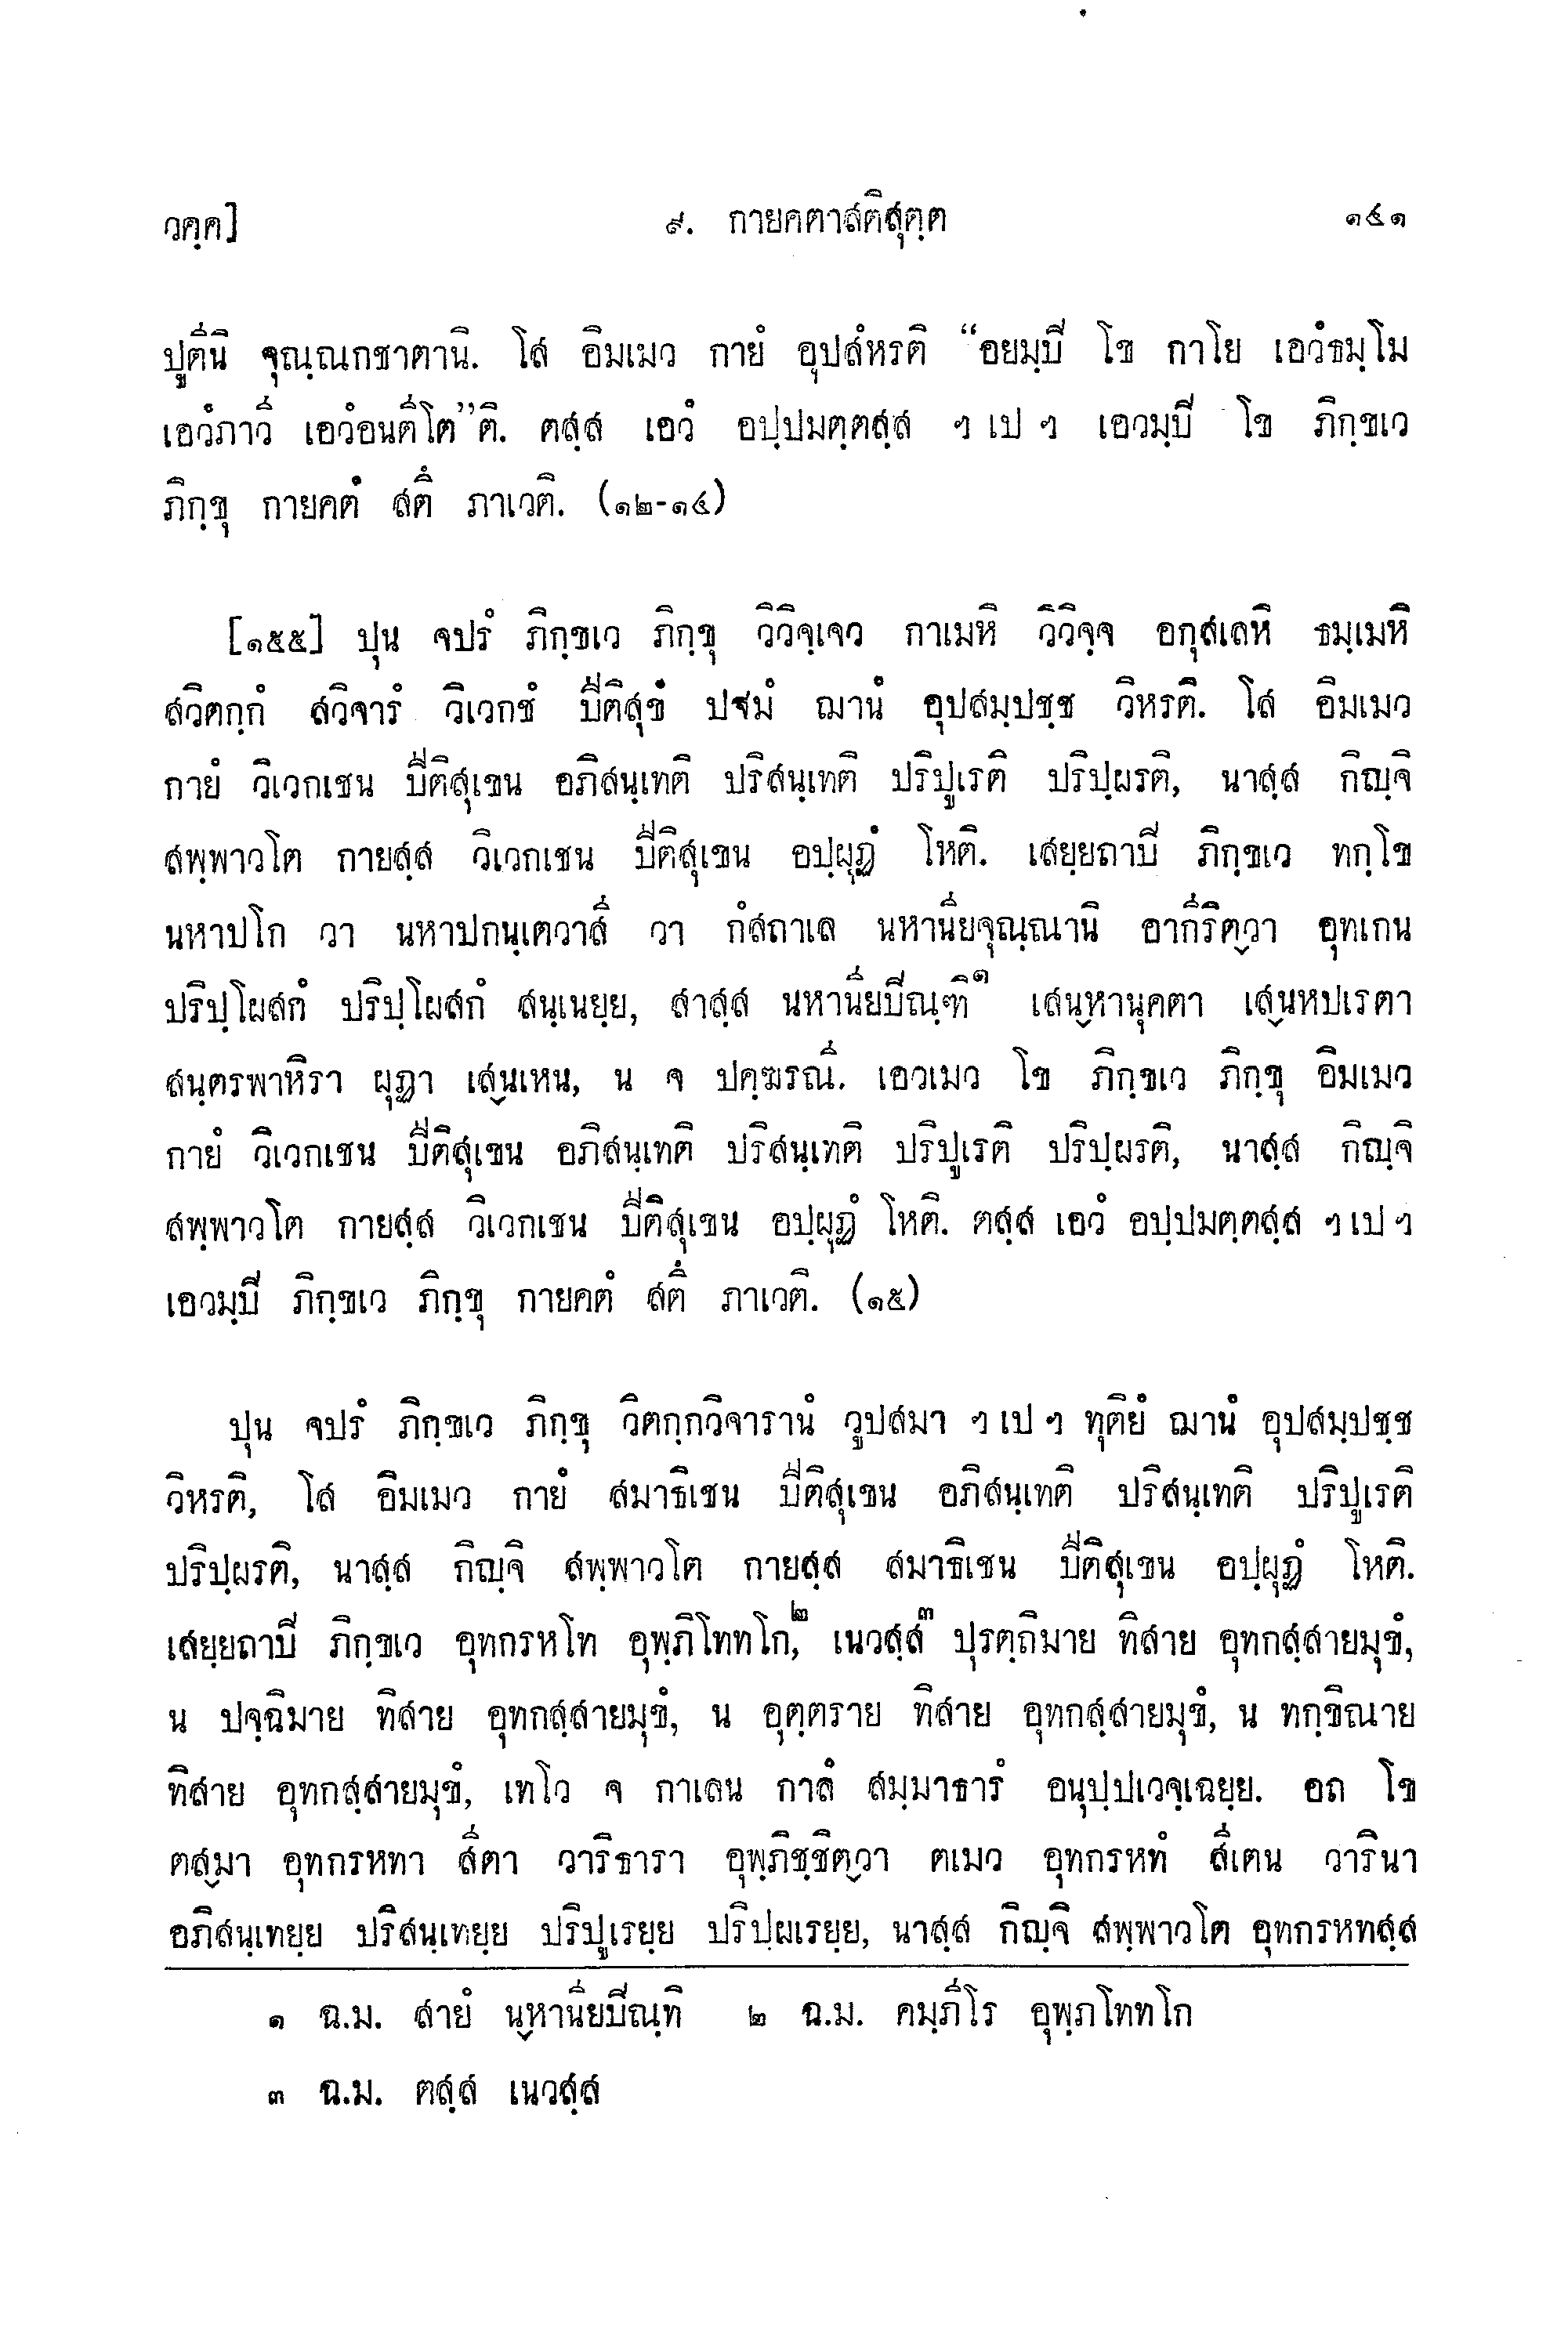 วคฺค] ๙. กายคตาสติสุตฺต ๑๔๑
ปูตีนิ จุณฺณกชาตานิ. โส อิมเมว กายํ อุปสํหรติ “อยมฺปิ โข กาโย เอวํธมฺโม
เอวํภาวี เอวํอนตีโต”ติ. ตสฺส เอวํ อปฺปมตฺตสฺส ฯ เป ฯ เอวมฺปิ โข ภิกฺขเว
ภิกฺขุ กายคตํ สตึ ภาเวติ. (๑๒-๑๔)
[๑๕๕] ปุน จปรํ ภิกฺขเว ภิกฺขุ วิวิจฺเจว กาเมหิ วิวิจฺจ อกุสเลหิ ธมฺเมหิ
สวิตกฺกํ สวิจารํ วิเวกชํ ปีติสุขํ ปฐมํ ฌานํ อุปสมฺปชฺช วิหรติ. โส อิมเมว
กายํ วิเวกเชน ปีติสุเขน อภิสนฺเทติ ปริสนฺเทติ ปริปูเรติ ปริปฺผรติ, นาสฺส กิญฺจิ
สพฺพาวโต กายสฺส วิเวกเชน ปีติสุเขน อปฺผุฏํ โหติ. เสยฺยถาปิ ภิกฺขเว ทกฺโข
นหาปโก วา นหาปกนฺเตวาสี วา กํสถาเล นหานียจุณฺณานิ อากีริตฺวา อุทเกน
ปริปฺโผสกํ ปริปฺโผสกํ สนฺเนยฺย, สาสฺส นหานียปิณฺฑิ๑ เสนฺหานุคตา เสฺนหปเรตา
สนฺตรพาหิรา ผุฏา เสฺนเหน, น จ ปคฺฆรณี. เอวเมว โข ภิกฺขเว ภิกฺขุ อิมเมว
กายํ วิเวกเชน ปีติสุเขน อภิสนฺเทติ ปริสนฺเทติ ปริปูเรติ ปริปฺผรติ, นาสฺส กิญฺจิ
สพฺพาวโต กายสฺส วิเวกเชน ปีติสุเขน อปฺผุฏํ โหติ. ตสฺส เอวํ อปฺปมตฺตสฺส ฯ เป ฯ
เอวมฺปิ ภิกฺขเว ภิกฺขุ กายคตํ สตึ ภาเวติ. (๑๕)
ปุน จปรํ ภิกฺขเว ภิกฺขุ วิตกฺกวิจารานํ วูปสมา ฯ เป ฯ ทุติยํ ฌานํ อุปสมฺปชฺช
วิหรติ, โส อิมเมว กายํ สมาธิเชน ปีติสุเขน อภิสนฺเทติ ปริสนฺเทติ ปริปูเรติ
ปริปฺผรติ, นาสฺส กิญฺจิ สพฺพาวโต กายสฺส สมาธิเชน ปีติสุเขน อปฺผุฏํ โหติ.
เสยฺยถาปิ ภิกฺขเว อุทกรหโท อุพฺภิโททโก,๒ เนวสฺส๓ ปุรตฺถิมาย ทิสาย อุทกสฺสายมุขํ,
น ปจฺฉิมาย ทิสาย อุทกสฺสายมุขํ, น อุตฺตราย ทิสาย อุทกสฺสายมุขํ, น ทกฺขิณาย
ทิสาย อุทกสฺสายมุขํ, เทโว จ กาเลน กาลํ สมฺมาธารํ อนุปฺปเวจฺเฉยฺย. อถ โข
ตสฺมา อุทกรหทา สีตา วาริธารา อุพฺภิชฺชิตฺวา ตเมว อุทกรหทํ สีเตน วารินา
อภิสนฺเทยฺย ปริสนฺเทยฺย ปริปูเรยฺย ปริปฺผเรยฺย, นาสฺส กิญฺจิ สพฺพาวโต อุทกรหทสฺส
๑ ฉ.ม. สายํ นฺหานียปิณฺฑิ ๒ ฉ.ม. คมฺภีโร อุพฺภโททโก
๓ ฉ.ม. ตสฺส เนวสฺส